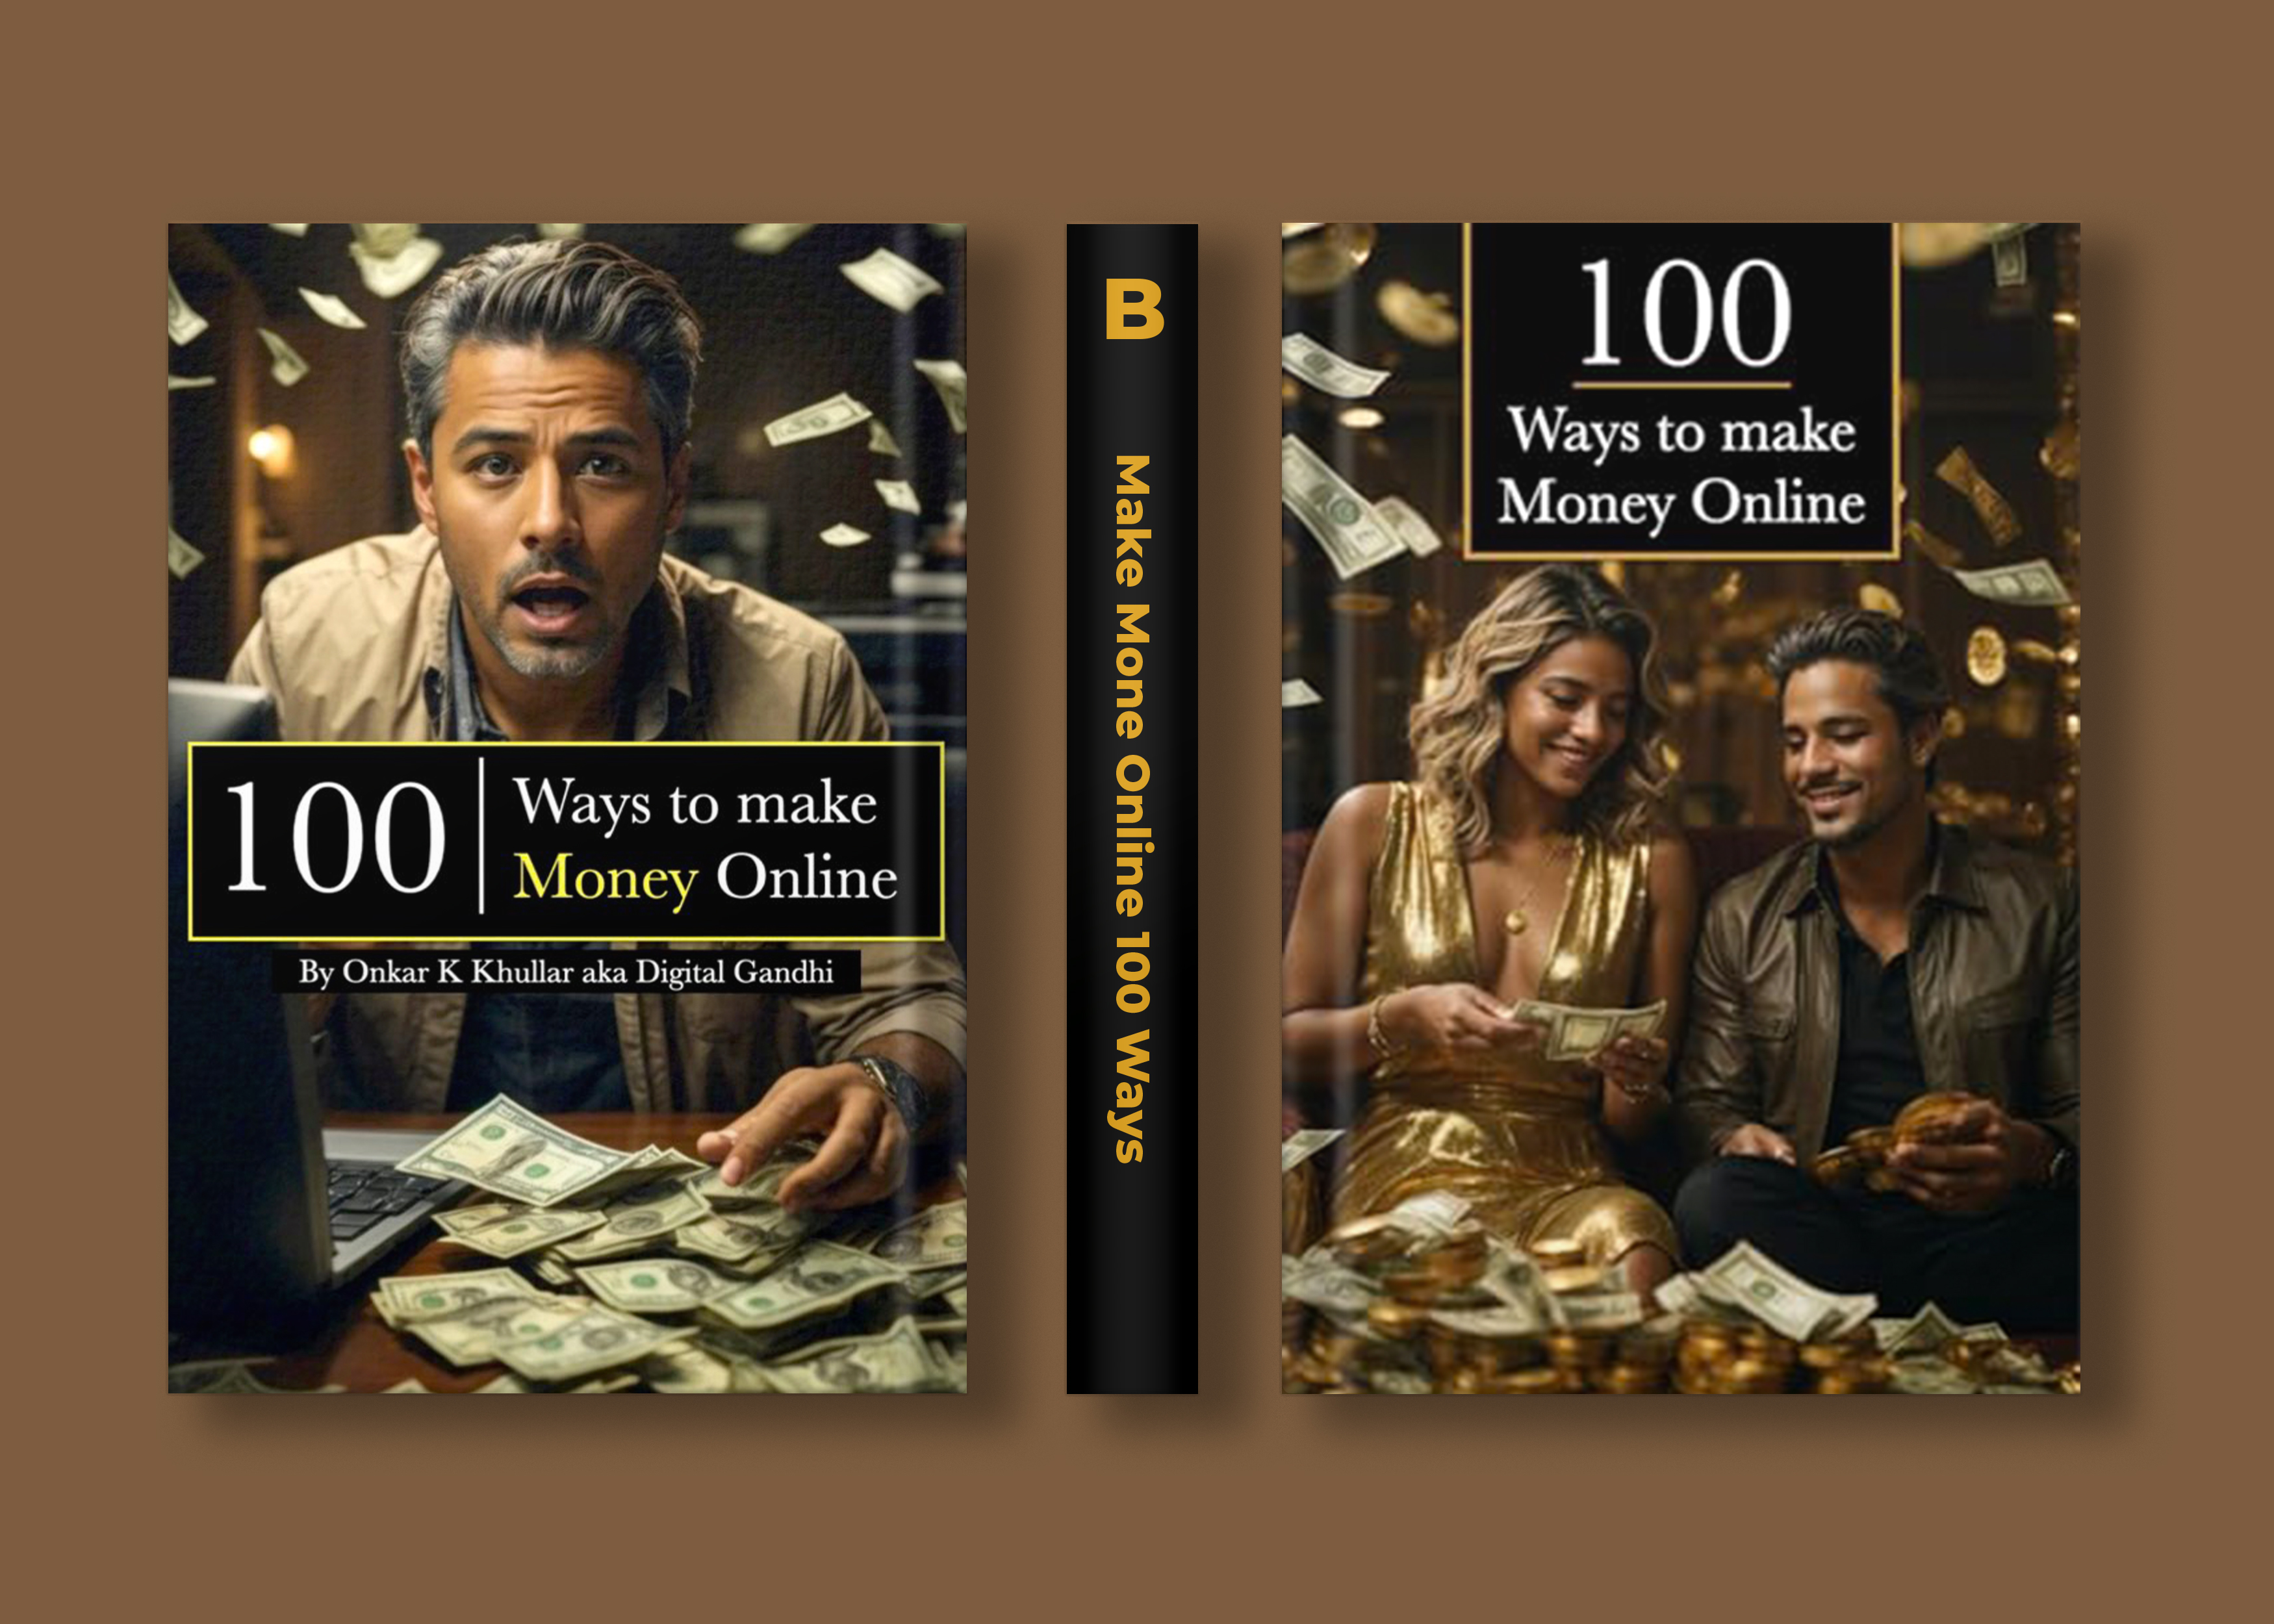 100
Ways to make
Money Online
By Onkar K Khullar aka Digital Gandhi
B
Make Mone Online 100 Ways
100
Ways to make
Money Online